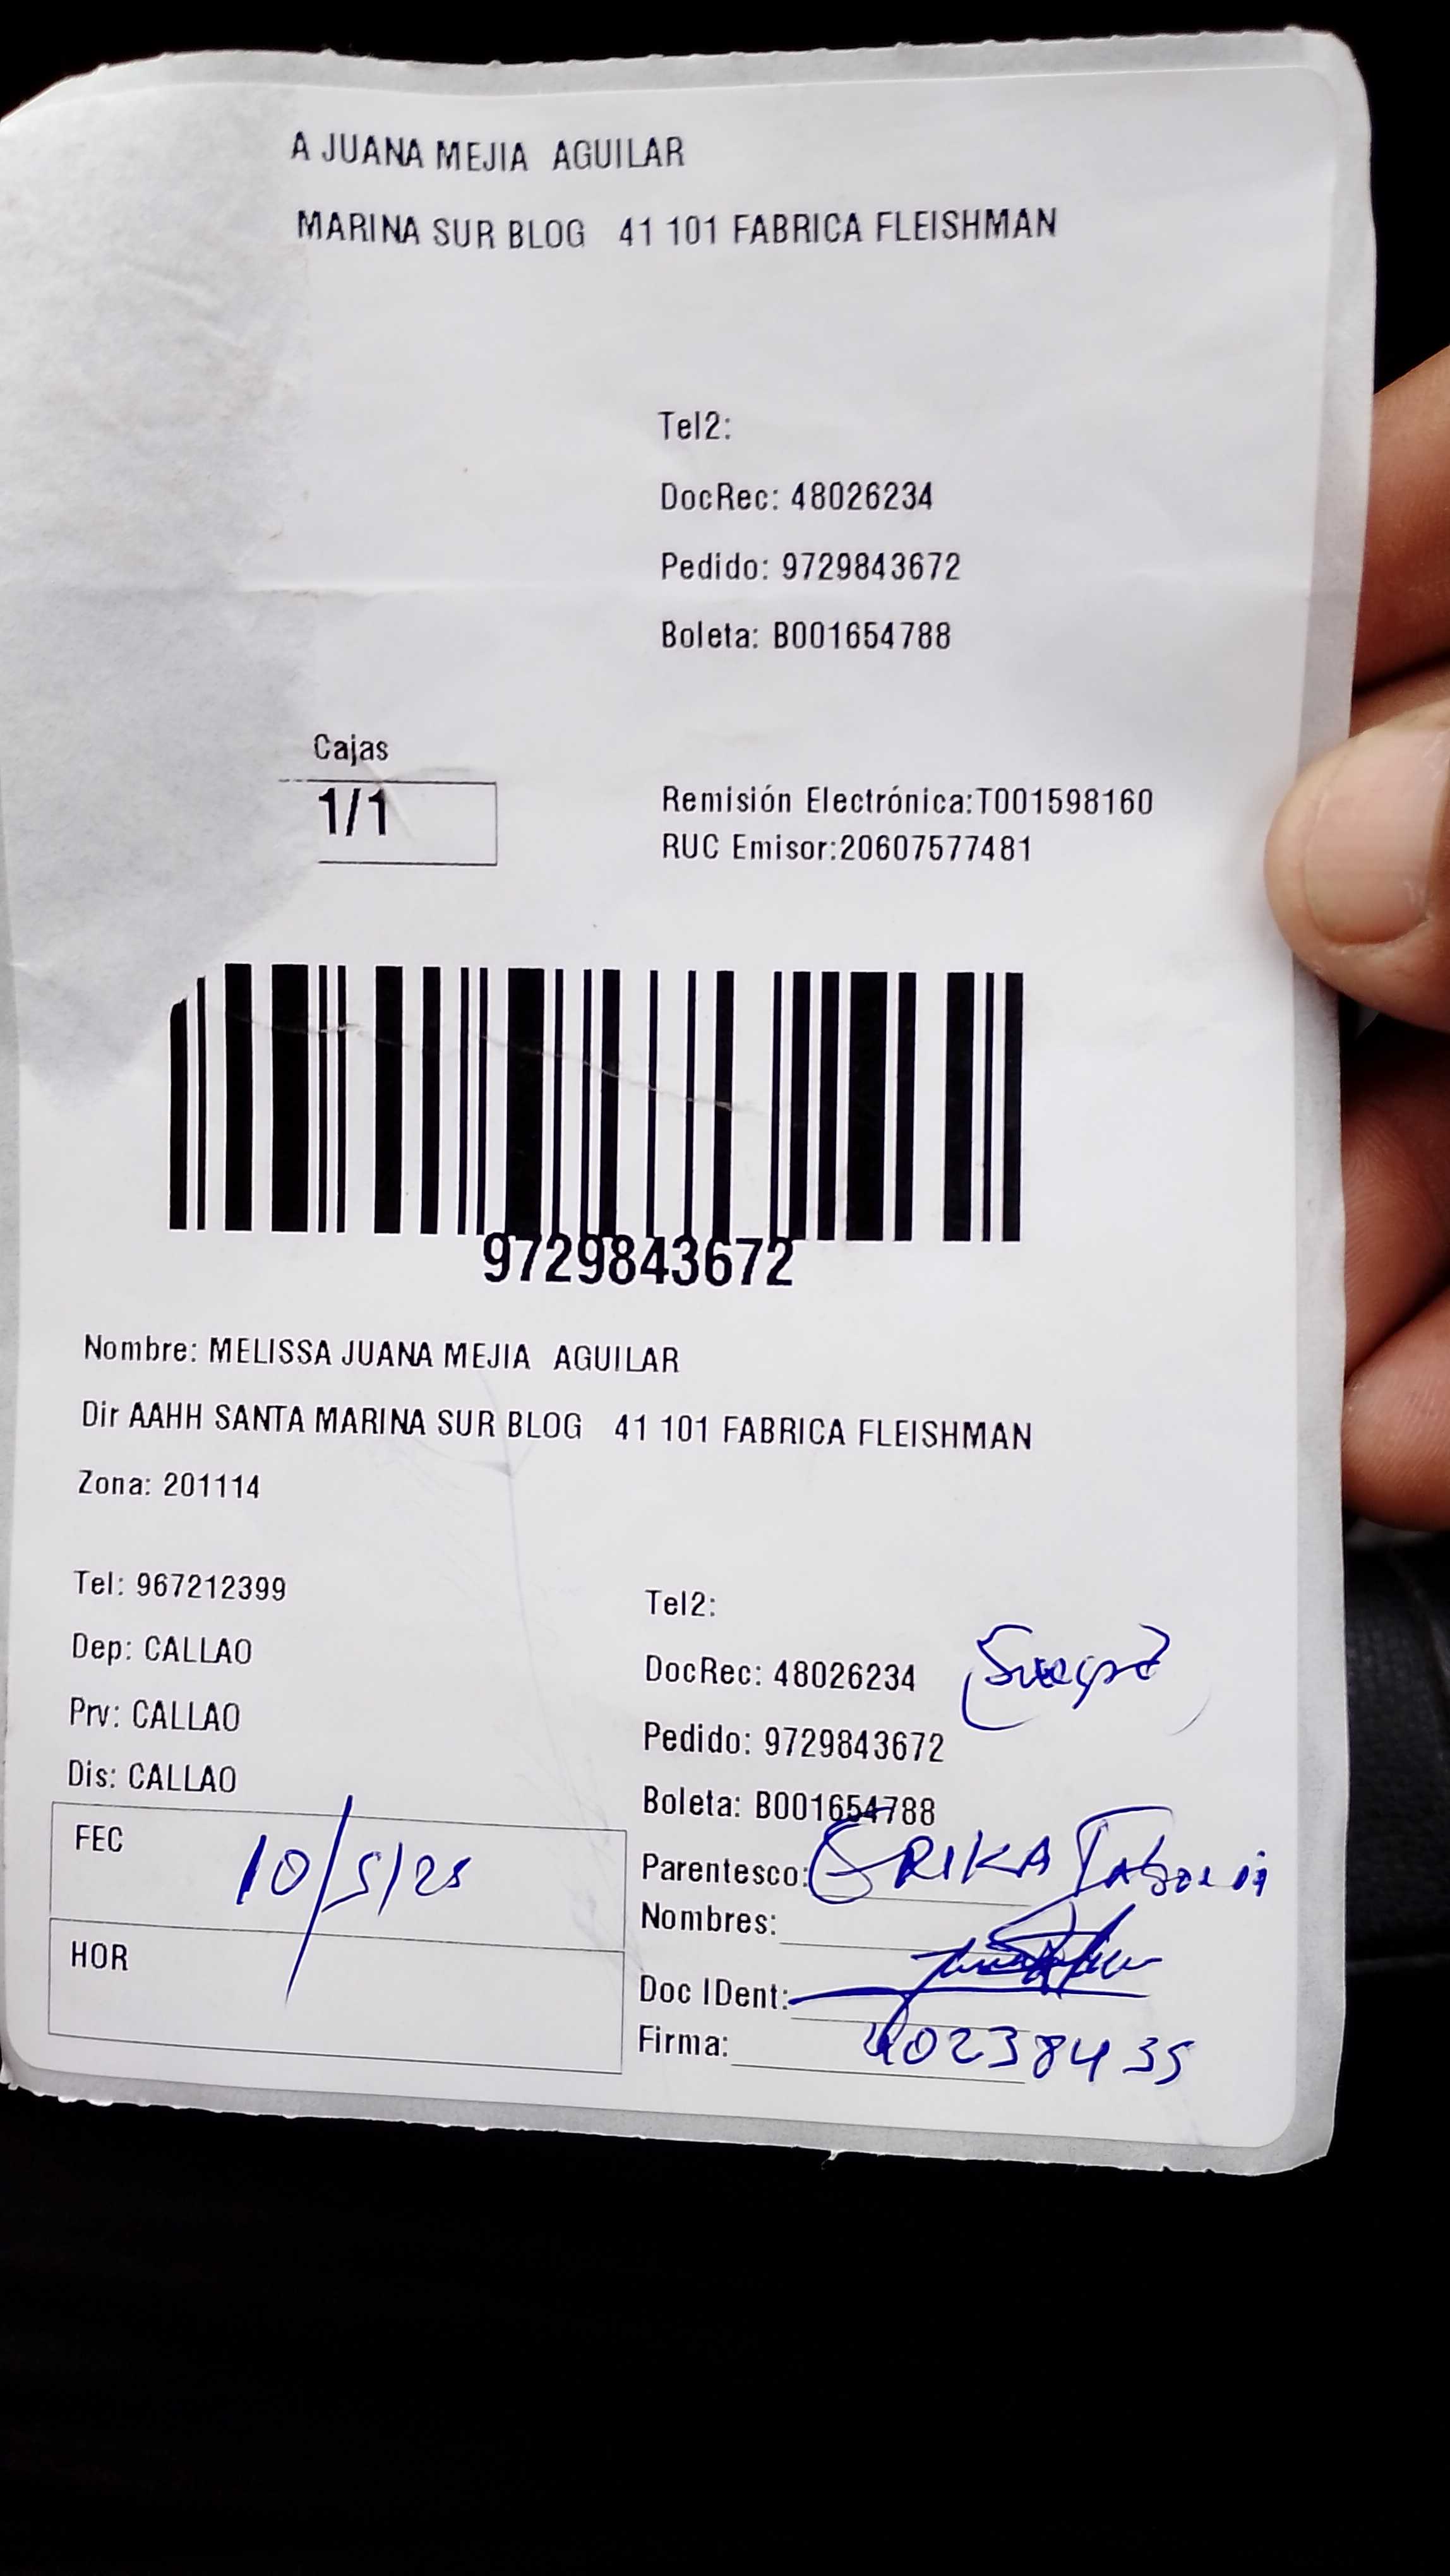 A JUANA MEJIA AGUILAR
MARINA SUR BLOG 41 101 FABRICA FLEISHMAN
Tel2:
DocRec: 48026234
Pedido: 9729843672
Boleta: B001654788
Cajas
1/1
Remisión Electrónica:T001598160
RUC Emisor:20607577481
9729843672
Nombre: MELISSA JUANA MEJIA AGUILAR
Dir AAHH SANTA MARINA SUR BLOG 41 101 FABRICA FLEISHMAN
Zona: 201114
Tel: 967212399
Dep: CALLAO
Prv: CALLAO
Dis: CALLAO
Tel2:
DocRec: 48026234
(Suegra)
Pedido: 9729843672
Boleta: B001654788
FEC 10/5/25
HOR
Parentesco: ERIKA
Nombres:
Doc IDent:
Firma: 40238435